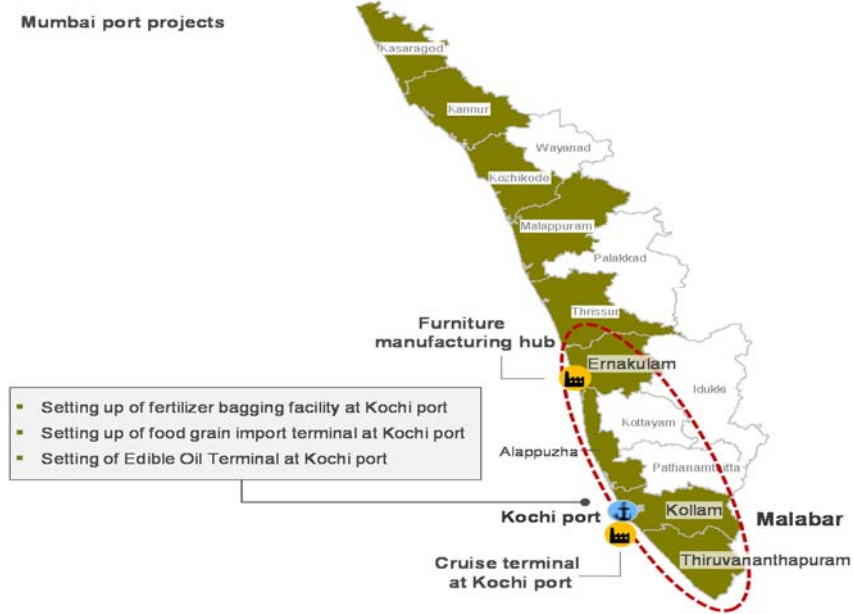 Mumbai port projects
Kasaragod
Kannur
Wayanad
Kozhikode
Malappuram
Palakkad
Thrissur
Furniture
manufacturing hub
Ernakulam
Idukki
▪ Setting up of fertilizer bagging facility at Kochi port
▪ Setting up of food grain import terminal at Kochi port
▪ Setting of Edible Oil Terminal at Kochi port
Kottayam
Alappuzha
Pathanamthitta
Kochi port
Kollam
Malabar
Thiruvananthapuram
Cruise terminal
at Kochi port